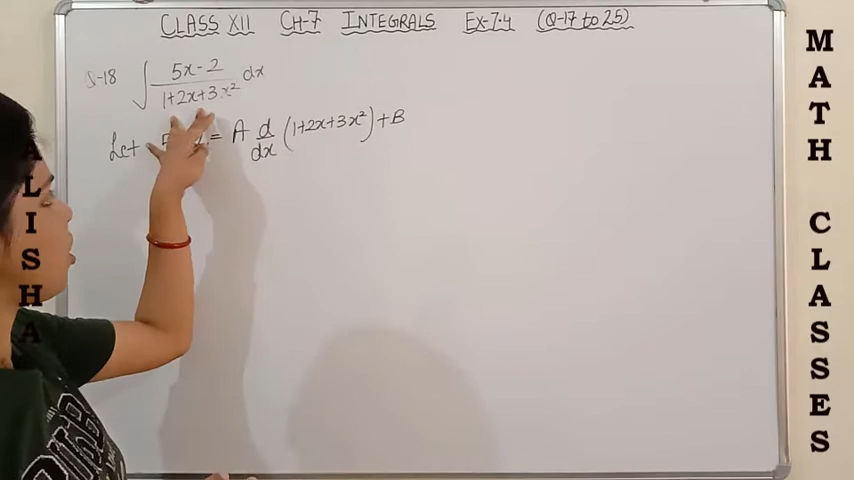 CLASS XII CH-7 INTEGRALS EX-7.4 (Q-17 to 25)
Q-18 ∫ (5x-2)/(1+2x+3x²) dx
Let = A d/dx (1+2x+3x²) + B
ALISHA
MATH CLASSES